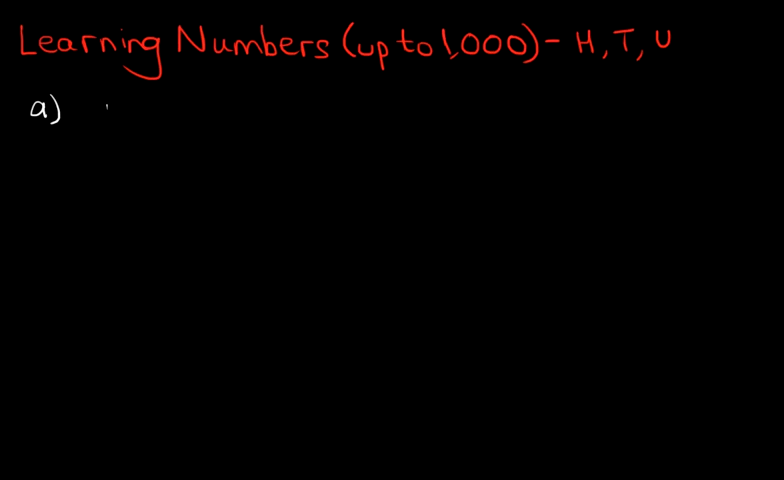 Learning Numbers (up to 1,000) - H, T, U
a)